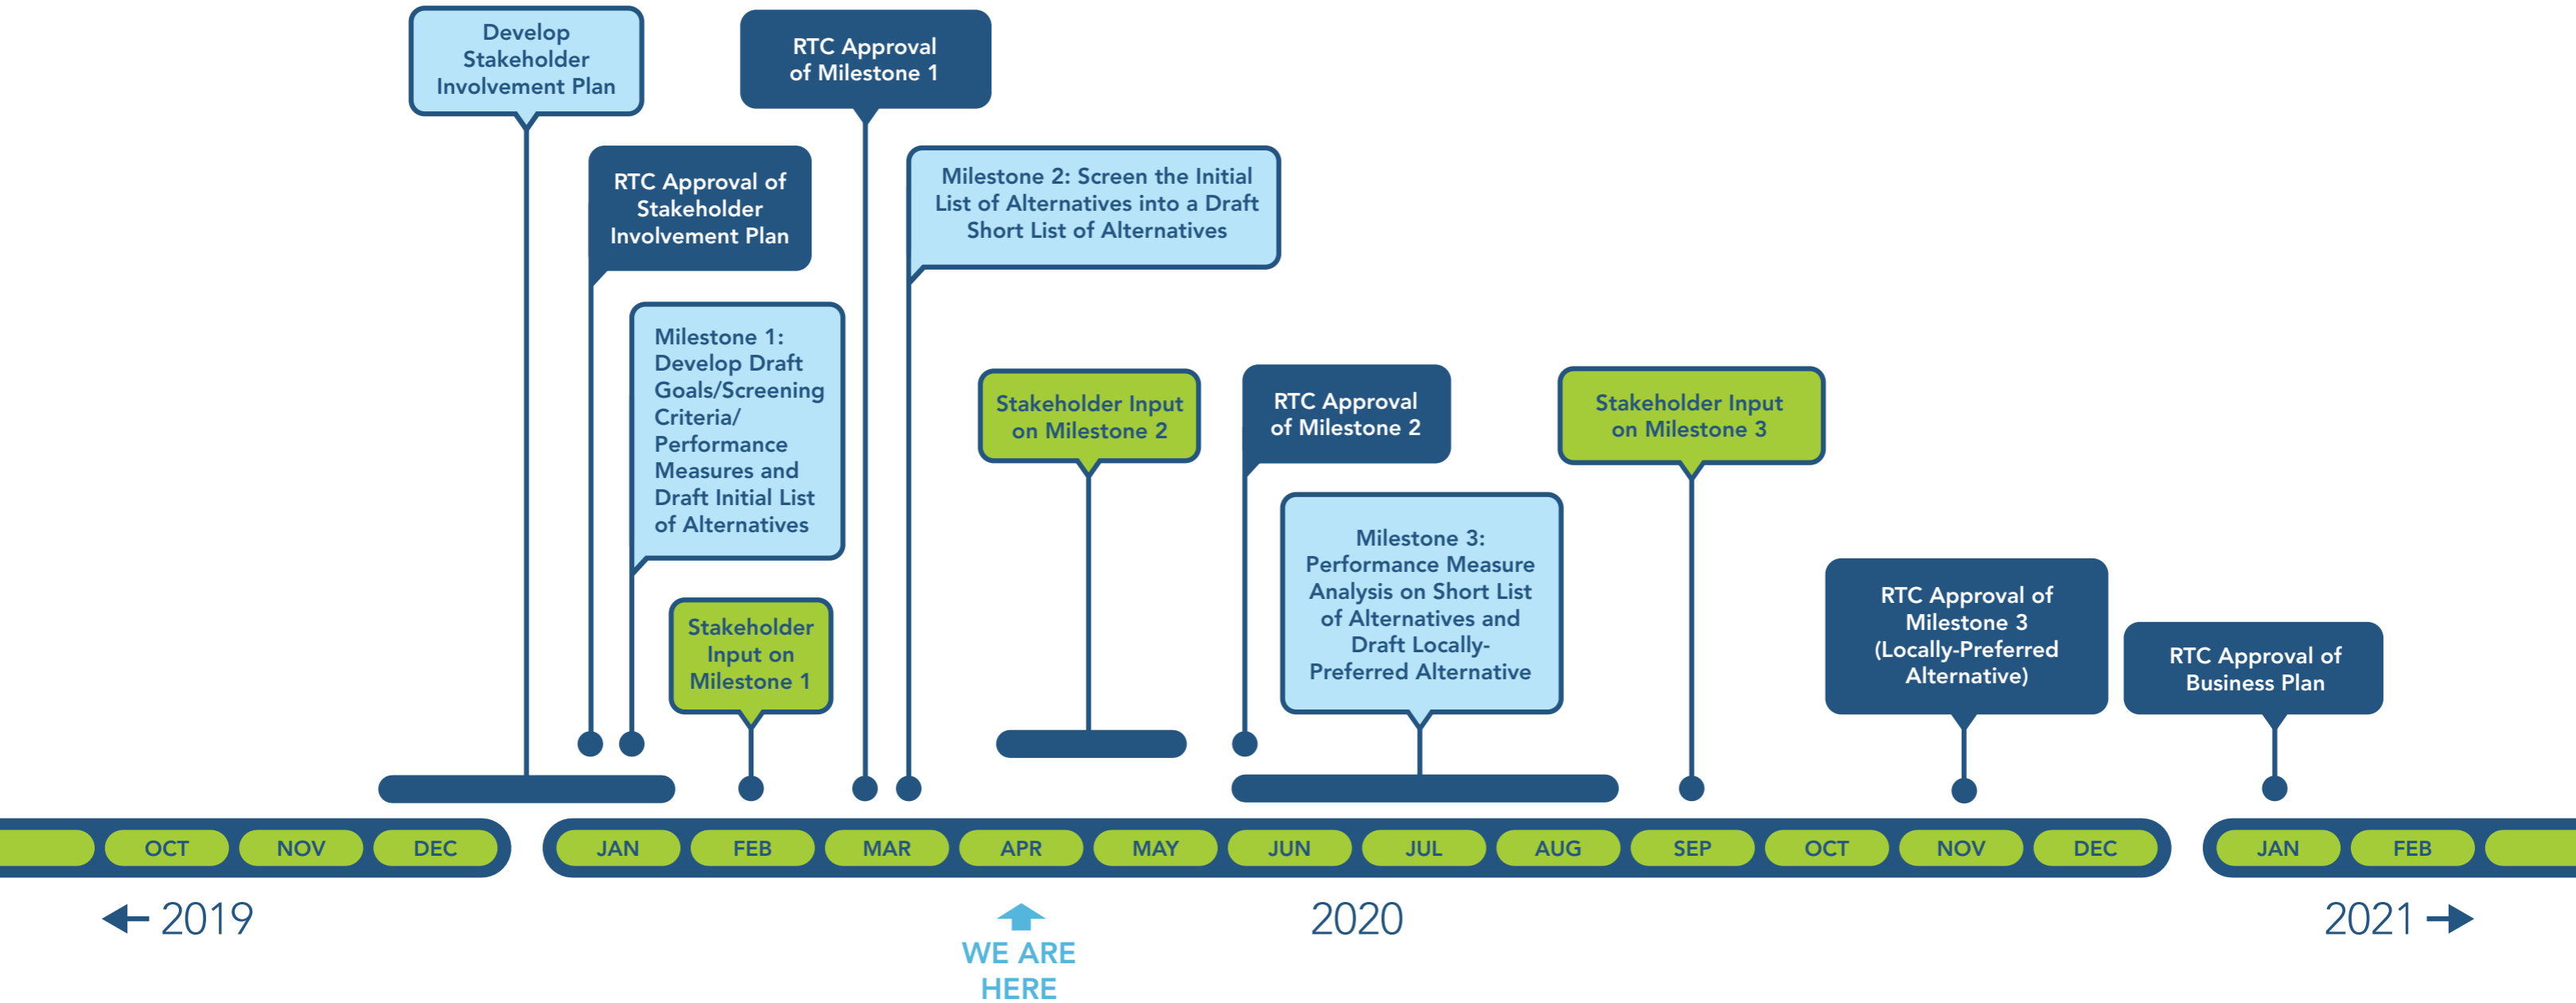 Develop
Stakeholder
Involvement Plan
RTC Approval
of Milestone 1
RTC Approval of
Stakeholder
Involvement Plan
Milestone 2: Screen the Initial
List of Alternatives into a Draft
Short List of Alternatives
Milestone 1:
Develop Draft
Goals/Screening
Criteria/
Performance
Measures and
Draft Initial List
of Alternatives
Stakeholder Input
on Milestone 2
RTC Approval
of Milestone 2
Stakeholder Input
on Milestone 3
Milestone 3:
Performance Measure
Analysis on Short List
of Alternatives and
Draft Locally-
Preferred Alternative
Stakeholder
Input on
Milestone 1
RTC Approval of
Milestone 3
(Locally-Preferred
Alternative)
RTC Approval of
Business Plan
OCT NOV DEC JAN FEB MAR APR MAY JUN JUL AUG SEP OCT NOV DEC JAN FEB
2019 2020 2021
WE ARE
HERE